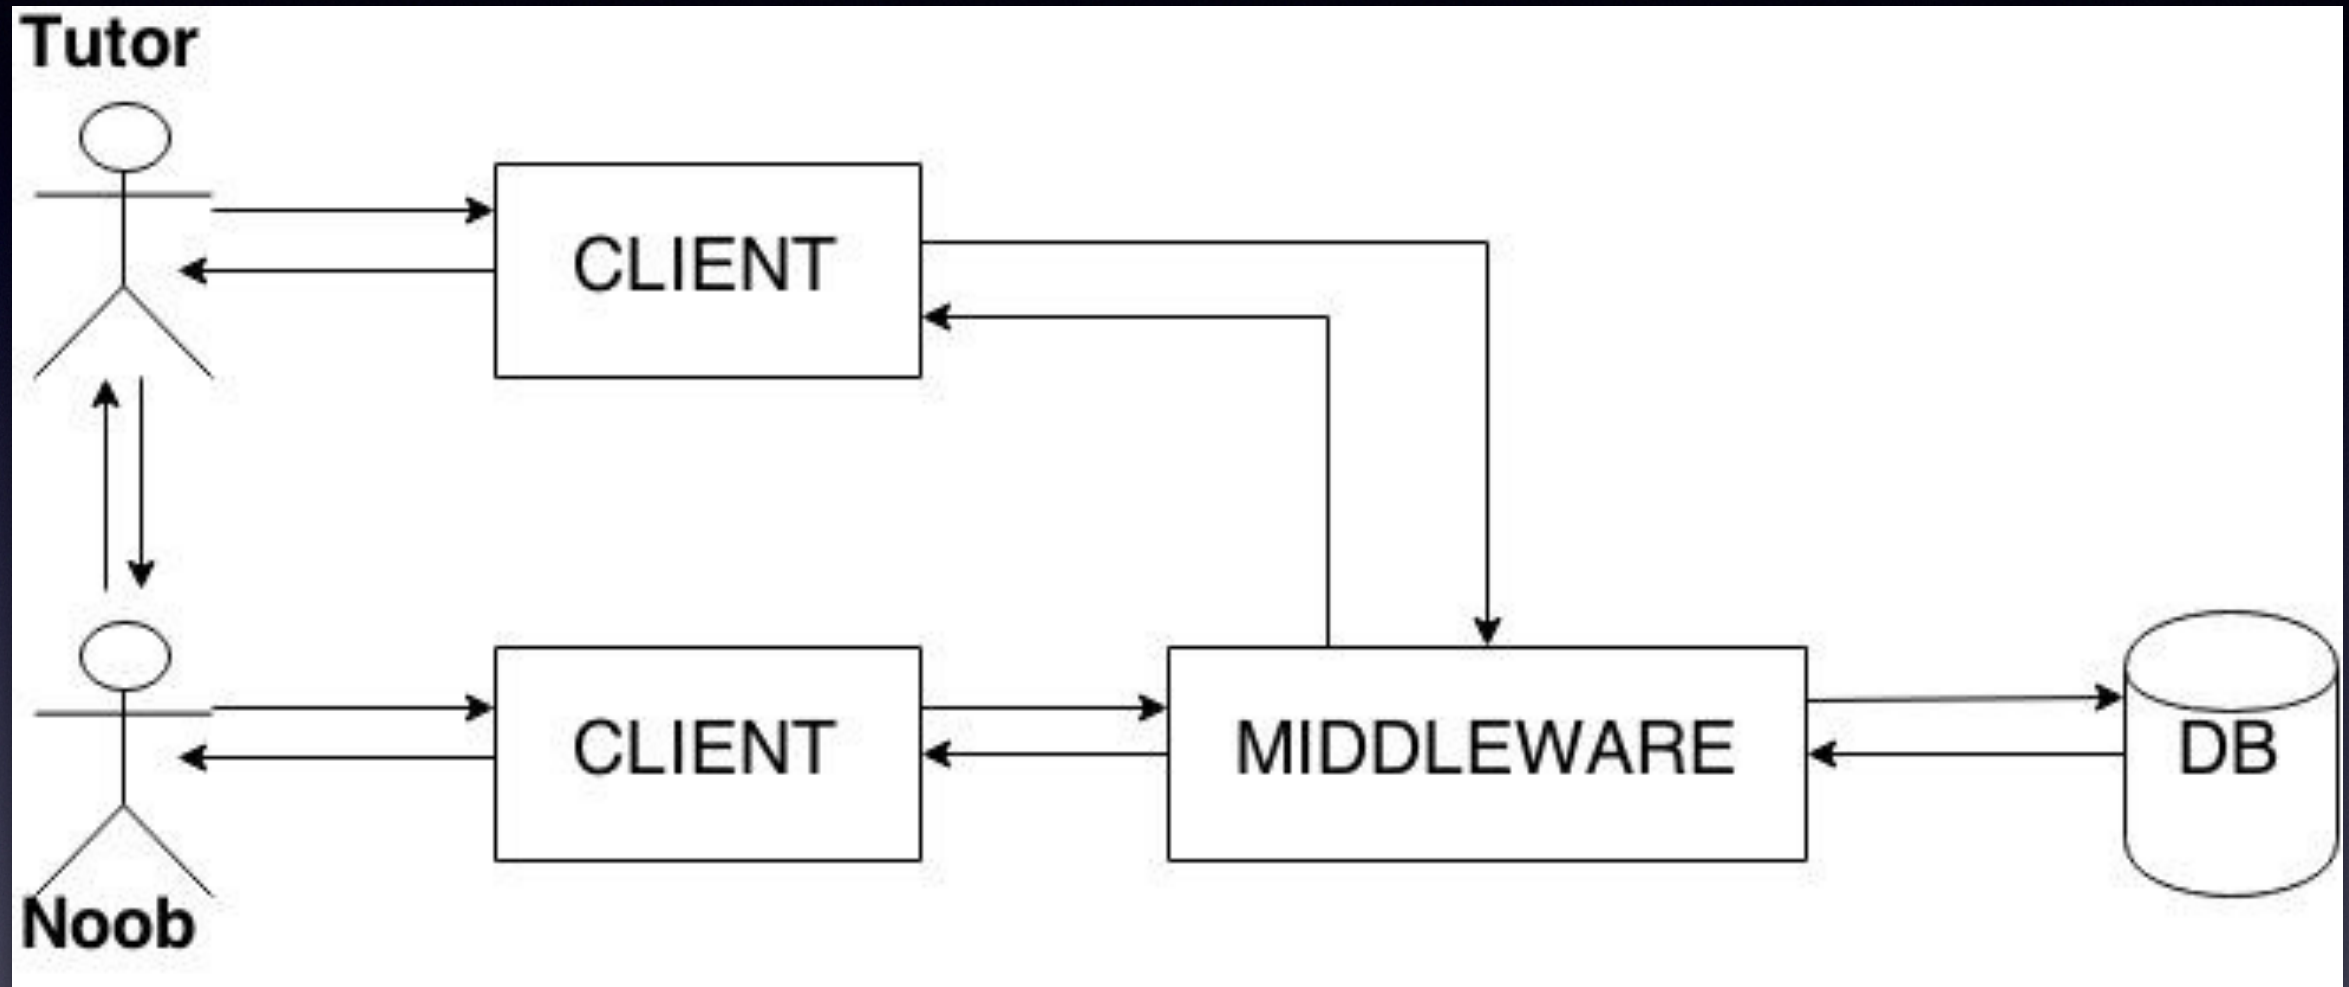 Tutor
CLIENT
CLIENT
MIDDLEWARE
DB
Noob